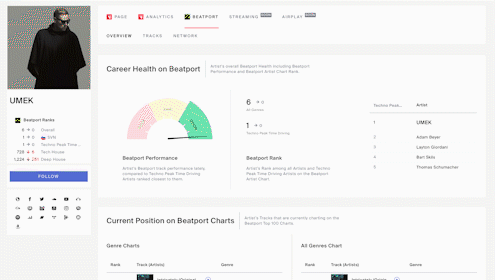 PAGE
ANALYTICS
BEATPORT
STREAMING
AIRPLAY
OVERVIEW
TRACKS
NETWORK
UMEK
Beatport Ranks
6 → 0 Overall
1 → 0
1 → 0 Techno Peak Time...
728 Tech House
1,224 Deep House
FOLLOW
Career Health on Beatport
Artist's overall Beatport Health including Beatport
Performance and Beatport Artist Chart Rank.
Beatport Performance
Artist's Beatport track performance rating
compared to Techno Peak Time Driving
Artists ranked closest to them
6 → 0
All Genres
1 → 0
Techno Peak Time Driving
Beatport Rank
Artist's Rank among all Artists and Techno
Peak Time Driving Artists on the Beatport
Artist Chart
Techno Peak... Artist
1 UMEK
2 Adam Beyer
3 Layton Giordani
4 Bart Skils
5 Thomas Schumacher
Current Position on Beatport Charts
Artist's Tracks that are currently charting on the
Beatport Top 100 Charts.
Genre Charts
Rank Track (Artists) Genre
All Genres Chart
Rank Track (Artists) Genre